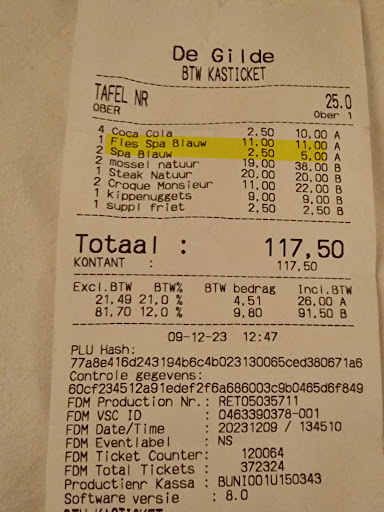 De Gilde
BTW KASTICKET
TAFEL NR 25.0
OBER Ober 1
4 Coca Cola 2,50 10,00 A
1 Fles Spa Blauw 11,00 11,00 A
2 Spa Blauw 2,50 5,00 A
2 mossel natuur 19,00 38,00 B
1 Steak Natuur 20,00 20,00 B
2 Croque Monsieur 11,00 22,00 B
1 kippenuggets 9,00 9,00 B
1 suppl friet 2,50 2,50 B
Totaal : 117,50
KONTANT : 117,50
Excl.BTW BTW% BTW bedrag Incl.BTW
21,49 21,0 % 4,51 26,00 A
81,70 12,0 % 9,80 91,50 B
09-12-23 12:47
PLU Hash:
77a8e416d243194b6c4b023130065ced380671a6
Controle gegevens:
60cf234512a91edef2f6a686003c9b0465d6f849
FDM Production Nr.: RET05035711
FDM VSC ID : 0463390378-001
FDM Date/Time : 20231209 / 134510
FDM Eventlabel : NS
FDM Ticket Counter: 120064
FDM Total Tickets : 372324
Productienr Kassa : BUNI001U150343
Software versie : 8.0
BTW KASTICKET